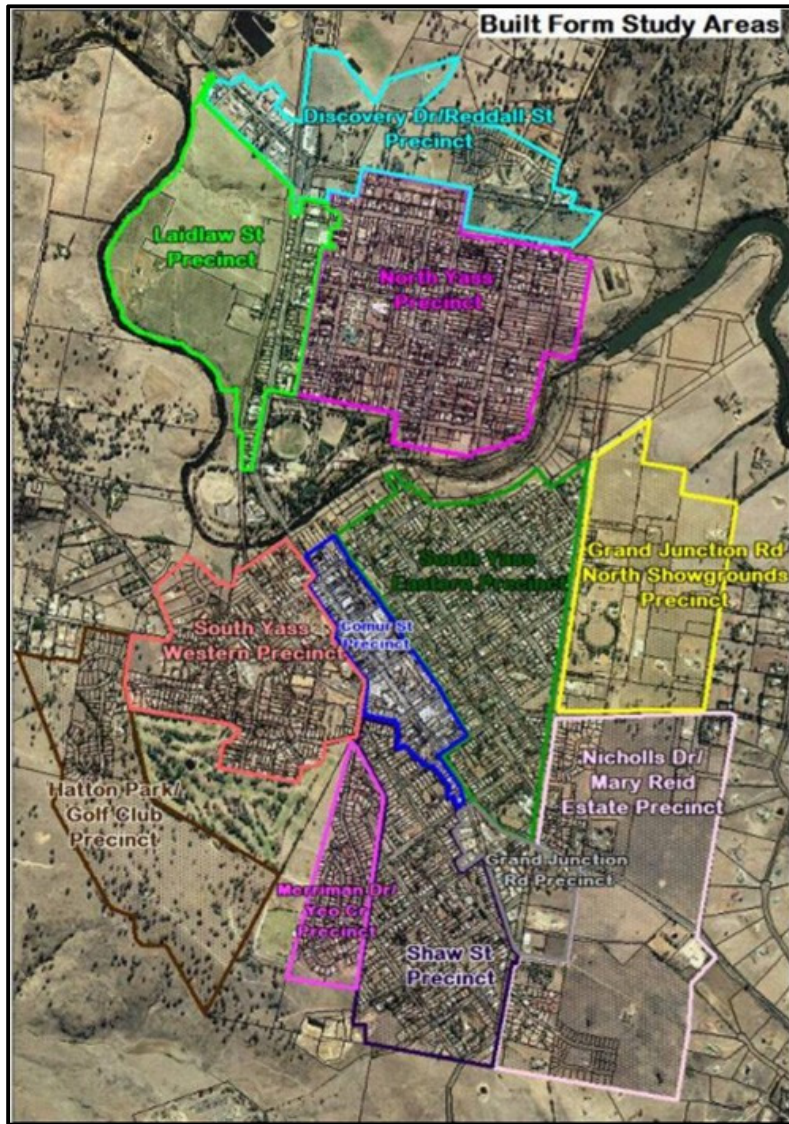 Built Form Study Areas
Discovery Dr/Reddall St
Precinct
Laidlaw St
Precinct
North Yass
Precinct
South Yass
Eastern Precinct
Grand Junction Rd
North Showgrounds
Precinct
Comur St
Precinct
South Yass
Western Precinct
Nicholls Dr/
Mary Reid
Estate Precinct
Hatton Park/
Golf Club
Precinct
Grand Junction
Rd Precinct
Merriman Dr/
Yeo Cr
Precinct
Shaw St
Precinct